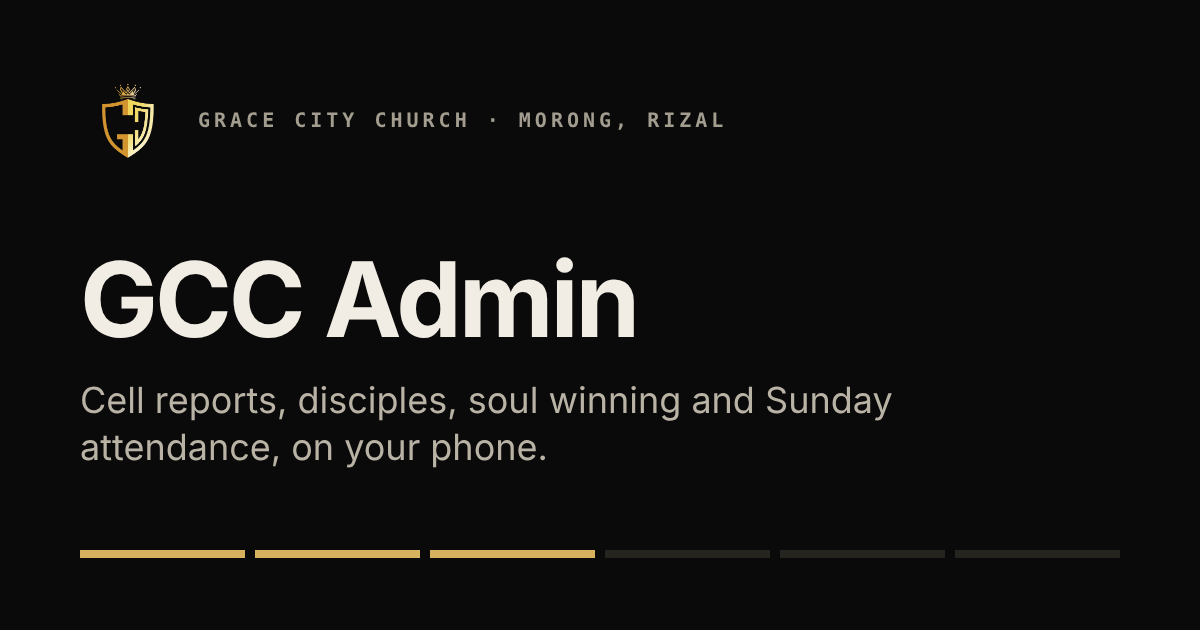 GRACE CITY CHURCH · MORONG, RIZAL
GCC Admin
Cell reports, disciples, soul winning and Sunday
attendance, on your phone.